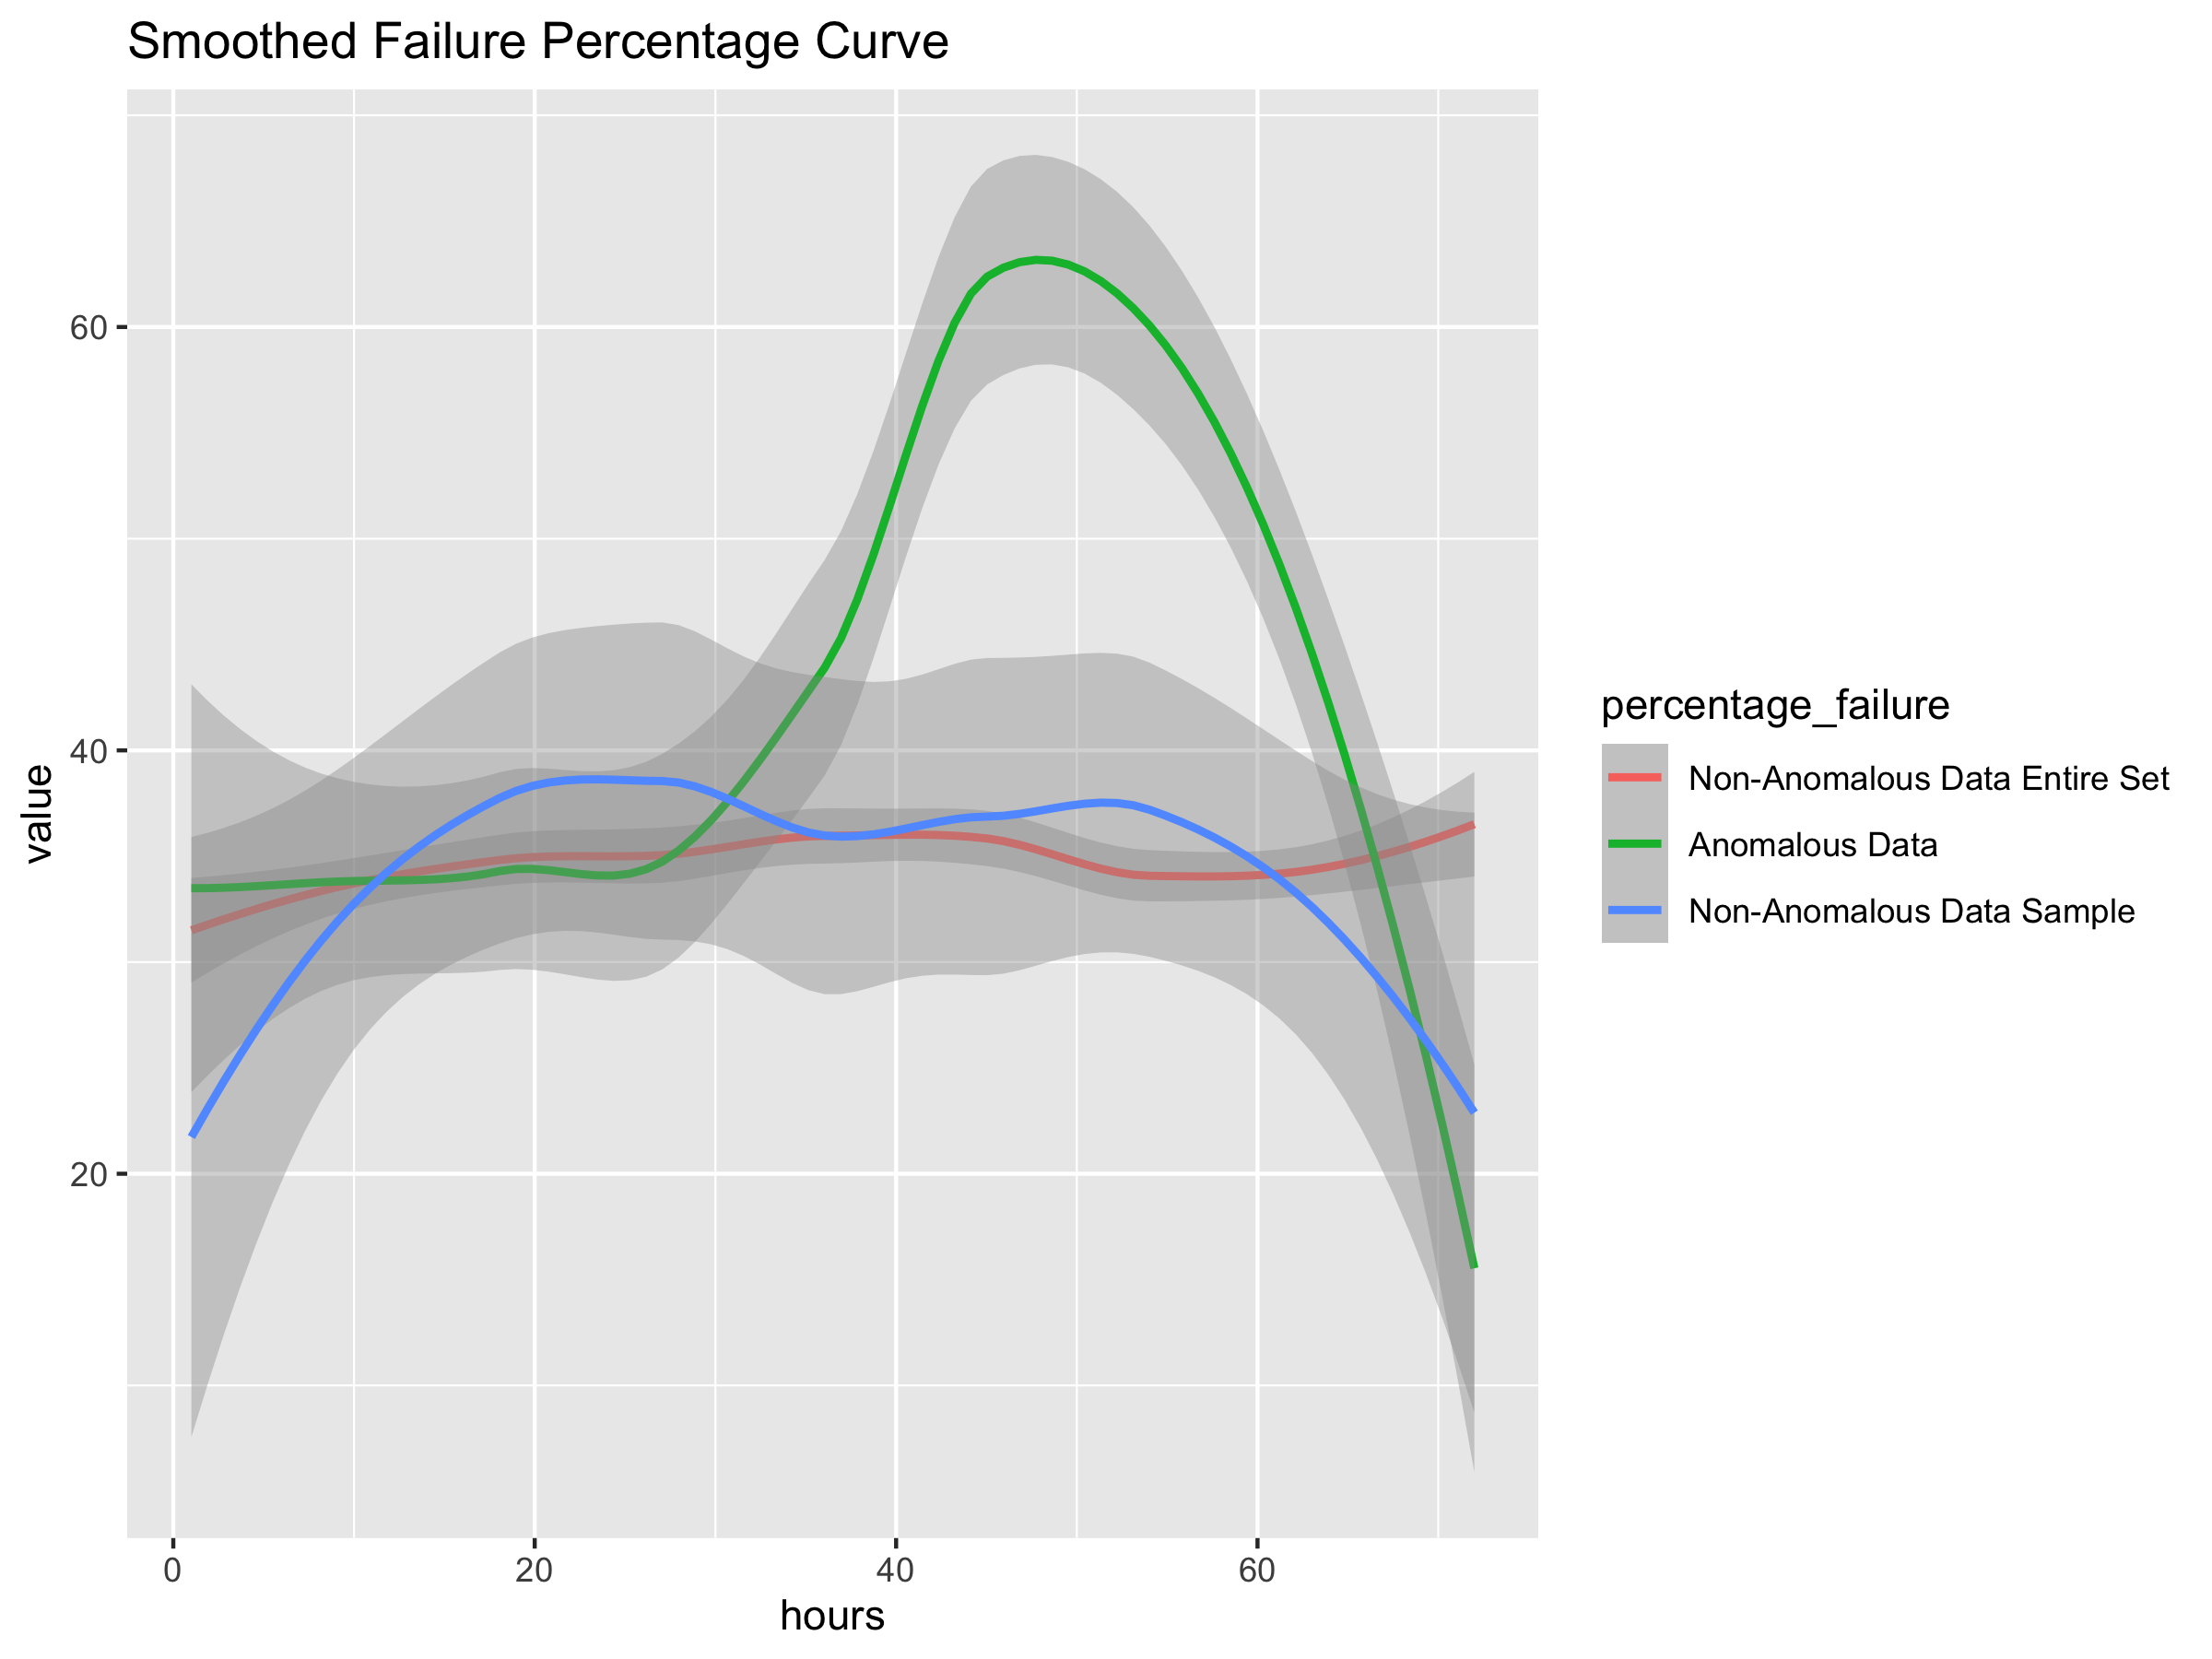 Smoothed Failure Percentage Curve
value
60
40
20
0
20
40
60
hours
percentage_failure
Non-Anomalous Data Entire Set
Anomalous Data
Non-Anomalous Data Sample